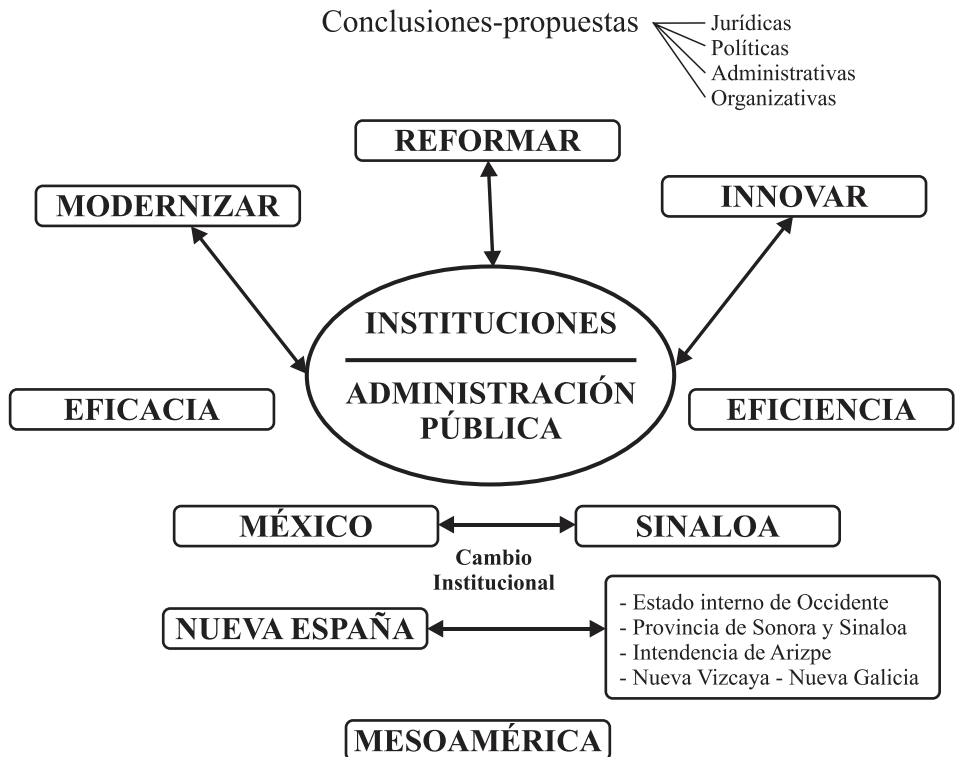 Conclusiones-propuestas
Jurídicas
Políticas
Administrativas
Organizativas
REFORMAR
MODERNIZAR
INNOVAR
INSTITUCIONES
ADMINISTRACIÓN
PÚBLICA
EFICACIA
EFICIENCIA
MÉXICO
SINALOA
Cambio
Institucional
NUEVA ESPAÑA
- Estado interno de Occidente
- Provincia de Sonora y Sinaloa
- Intendencia de Arizpe
- Nueva Vizcaya - Nueva Galicia
MESOAMÉRICA